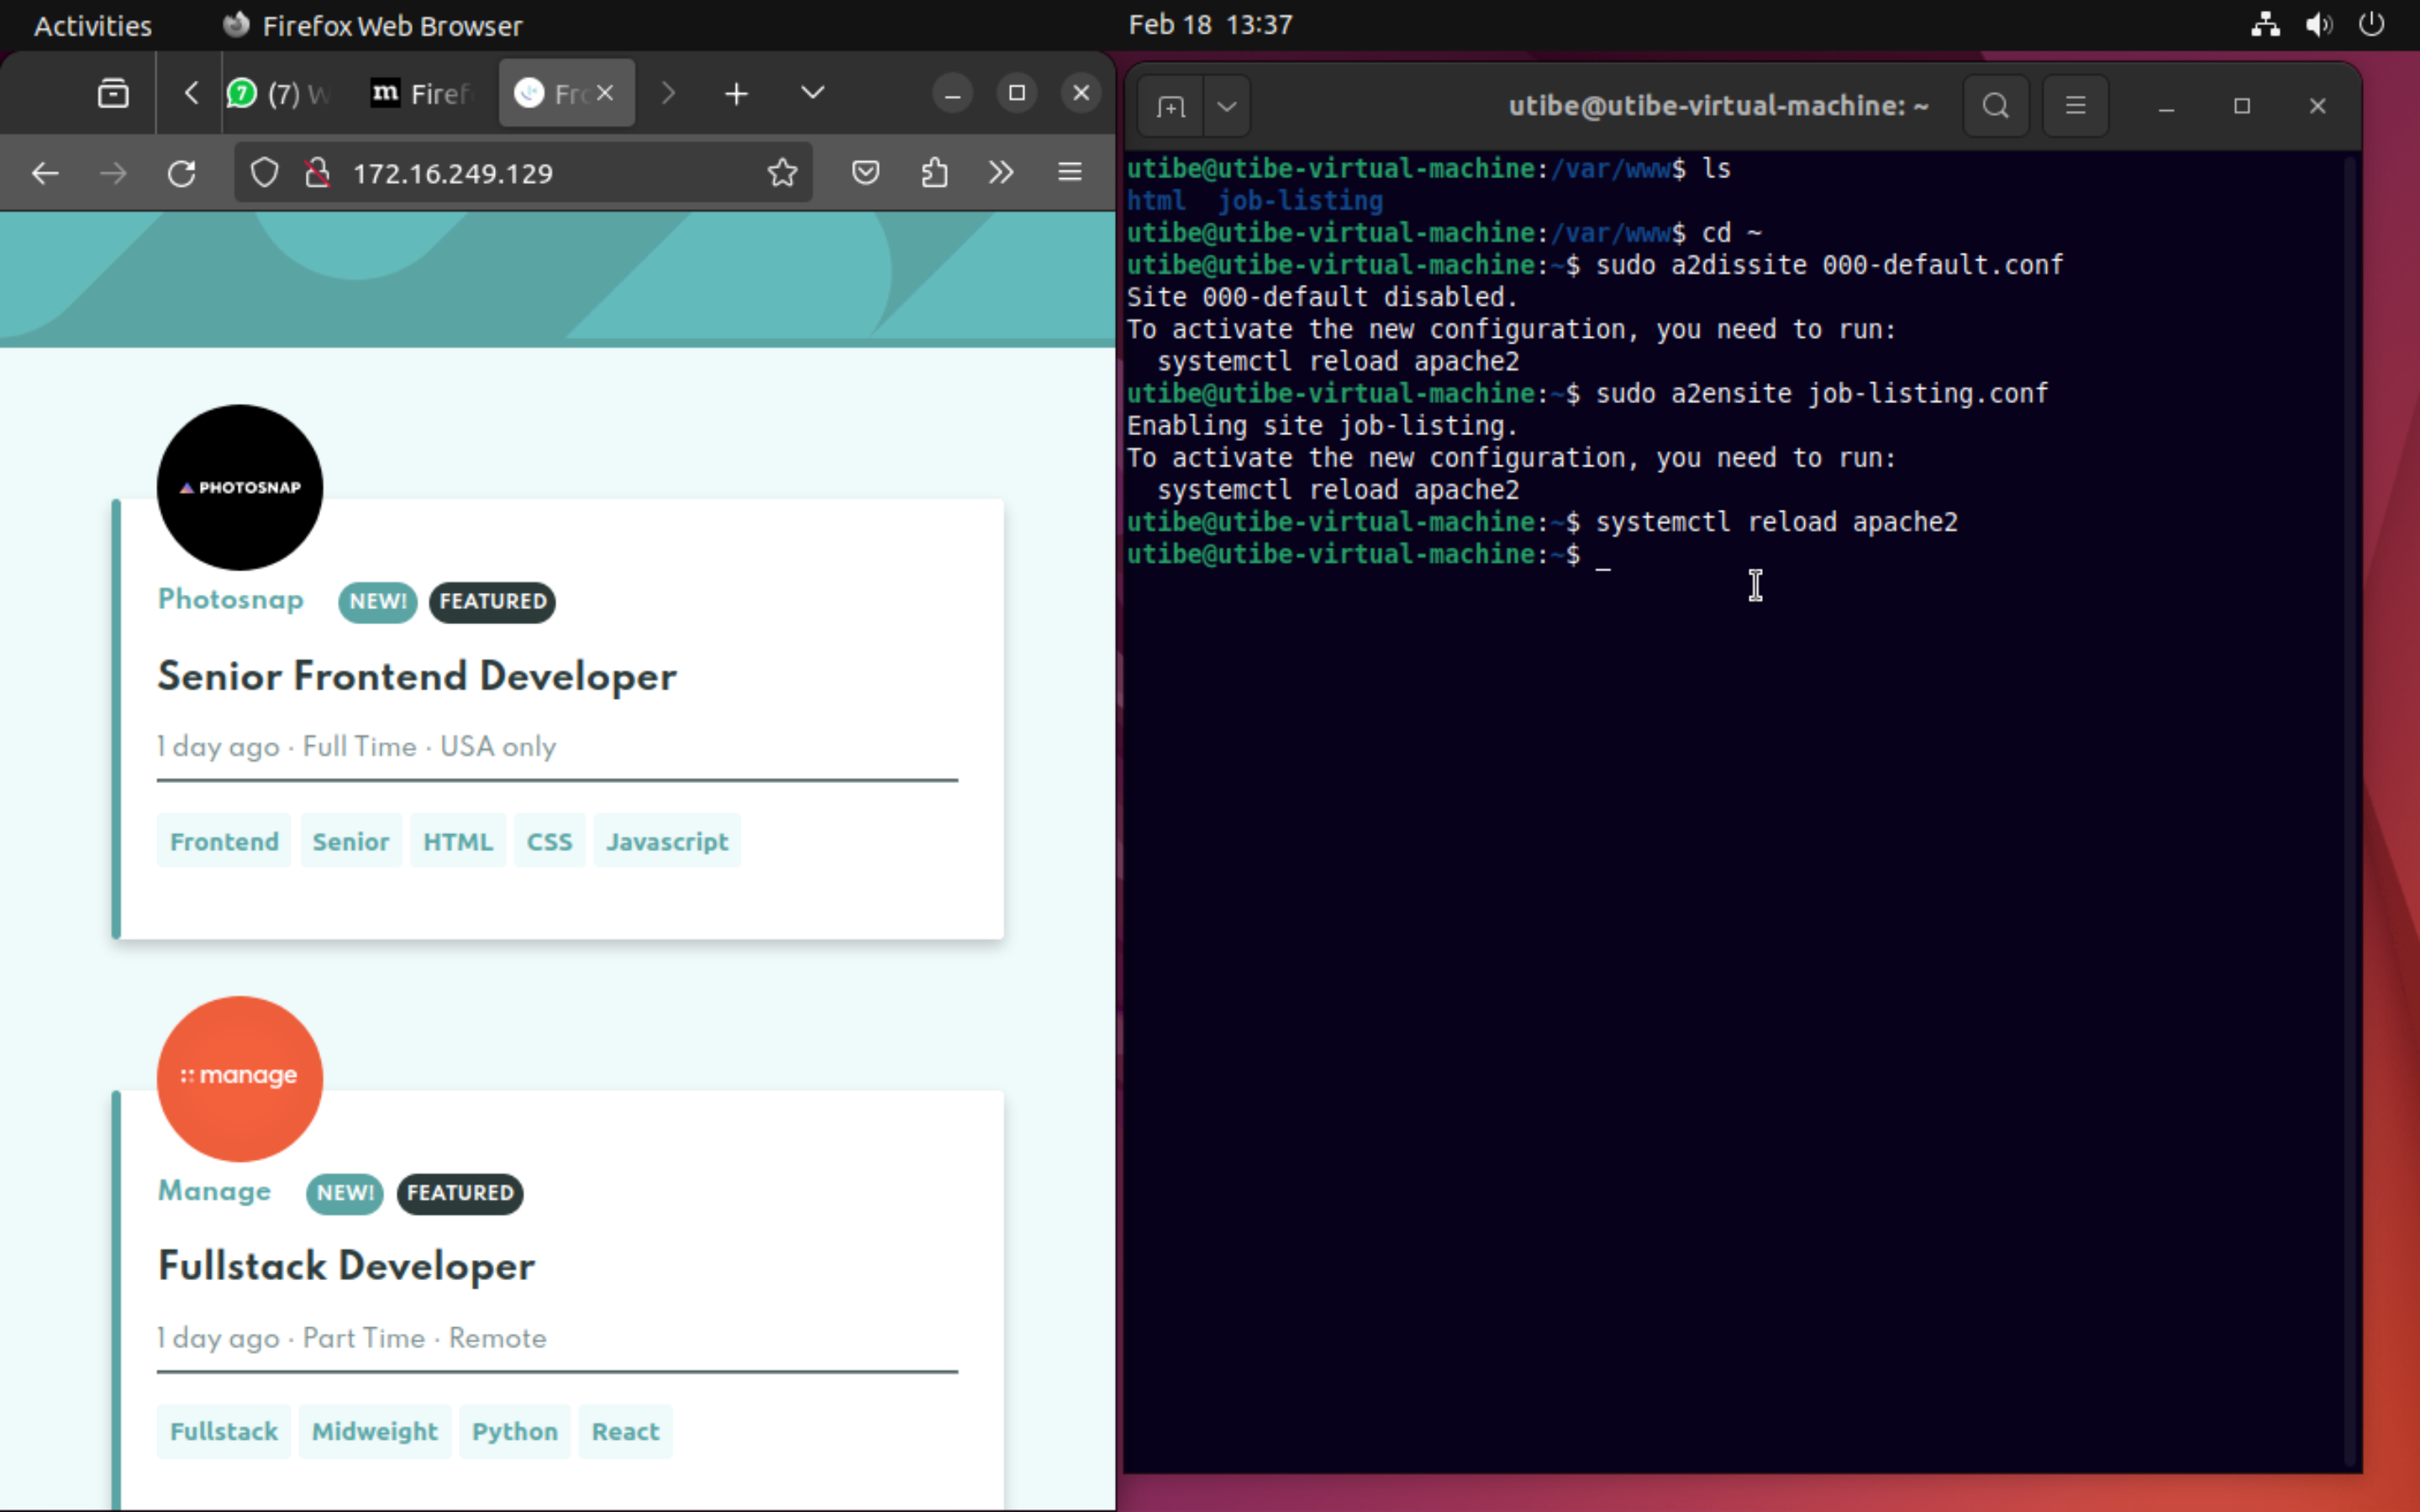 Activities
Firefox Web Browser
Feb 18 13:37
(7) W
Firef
Fro
172.16.249.129
PHOTOSNAP
Photosnap NEW! FEATURED
Senior Frontend Developer
1 day ago · Full Time · USA only
Frontend Senior HTML CSS Javascript
manage
Manage NEW! FEATURED
Fullstack Developer
1 day ago · Part Time · Remote
Fullstack Midweight Python React
utibe@utibe-virtual-machine: ~
utibe@utibe-virtual-machine:/var/www$ ls
html  job-listing
utibe@utibe-virtual-machine:/var/www$ cd ~
utibe@utibe-virtual-machine:~$ sudo a2dissite 000-default.conf
Site 000-default disabled.
To activate the new configuration, you need to run:
  systemctl reload apache2
utibe@utibe-virtual-machine:~$ sudo a2ensite job-listing.conf
Enabling site job-listing.
To activate the new configuration, you need to run:
  systemctl reload apache2
utibe@utibe-virtual-machine:~$ systemctl reload apache2
utibe@utibe-virtual-machine:~$ _